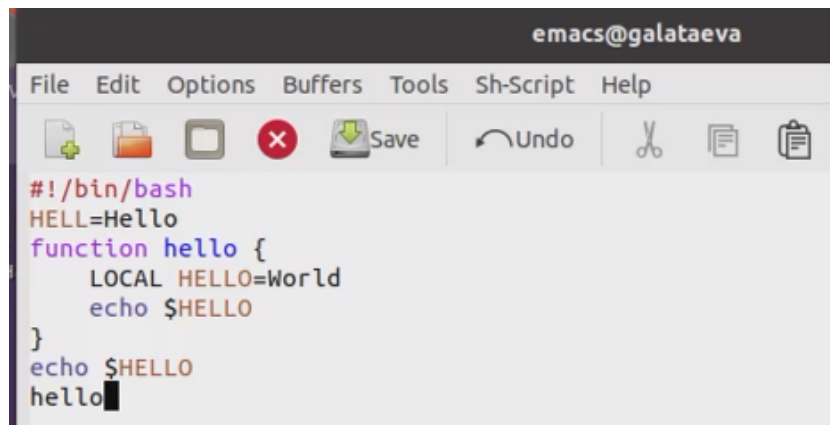 emacs@galataeva
File Edit Options Buffers Tools Sh-Script Help
Save Undo
#!/bin/bash
HELL=Hello
function hello {
    LOCAL HELLO=World
    echo $HELLO
}
echo $HELLO
hello